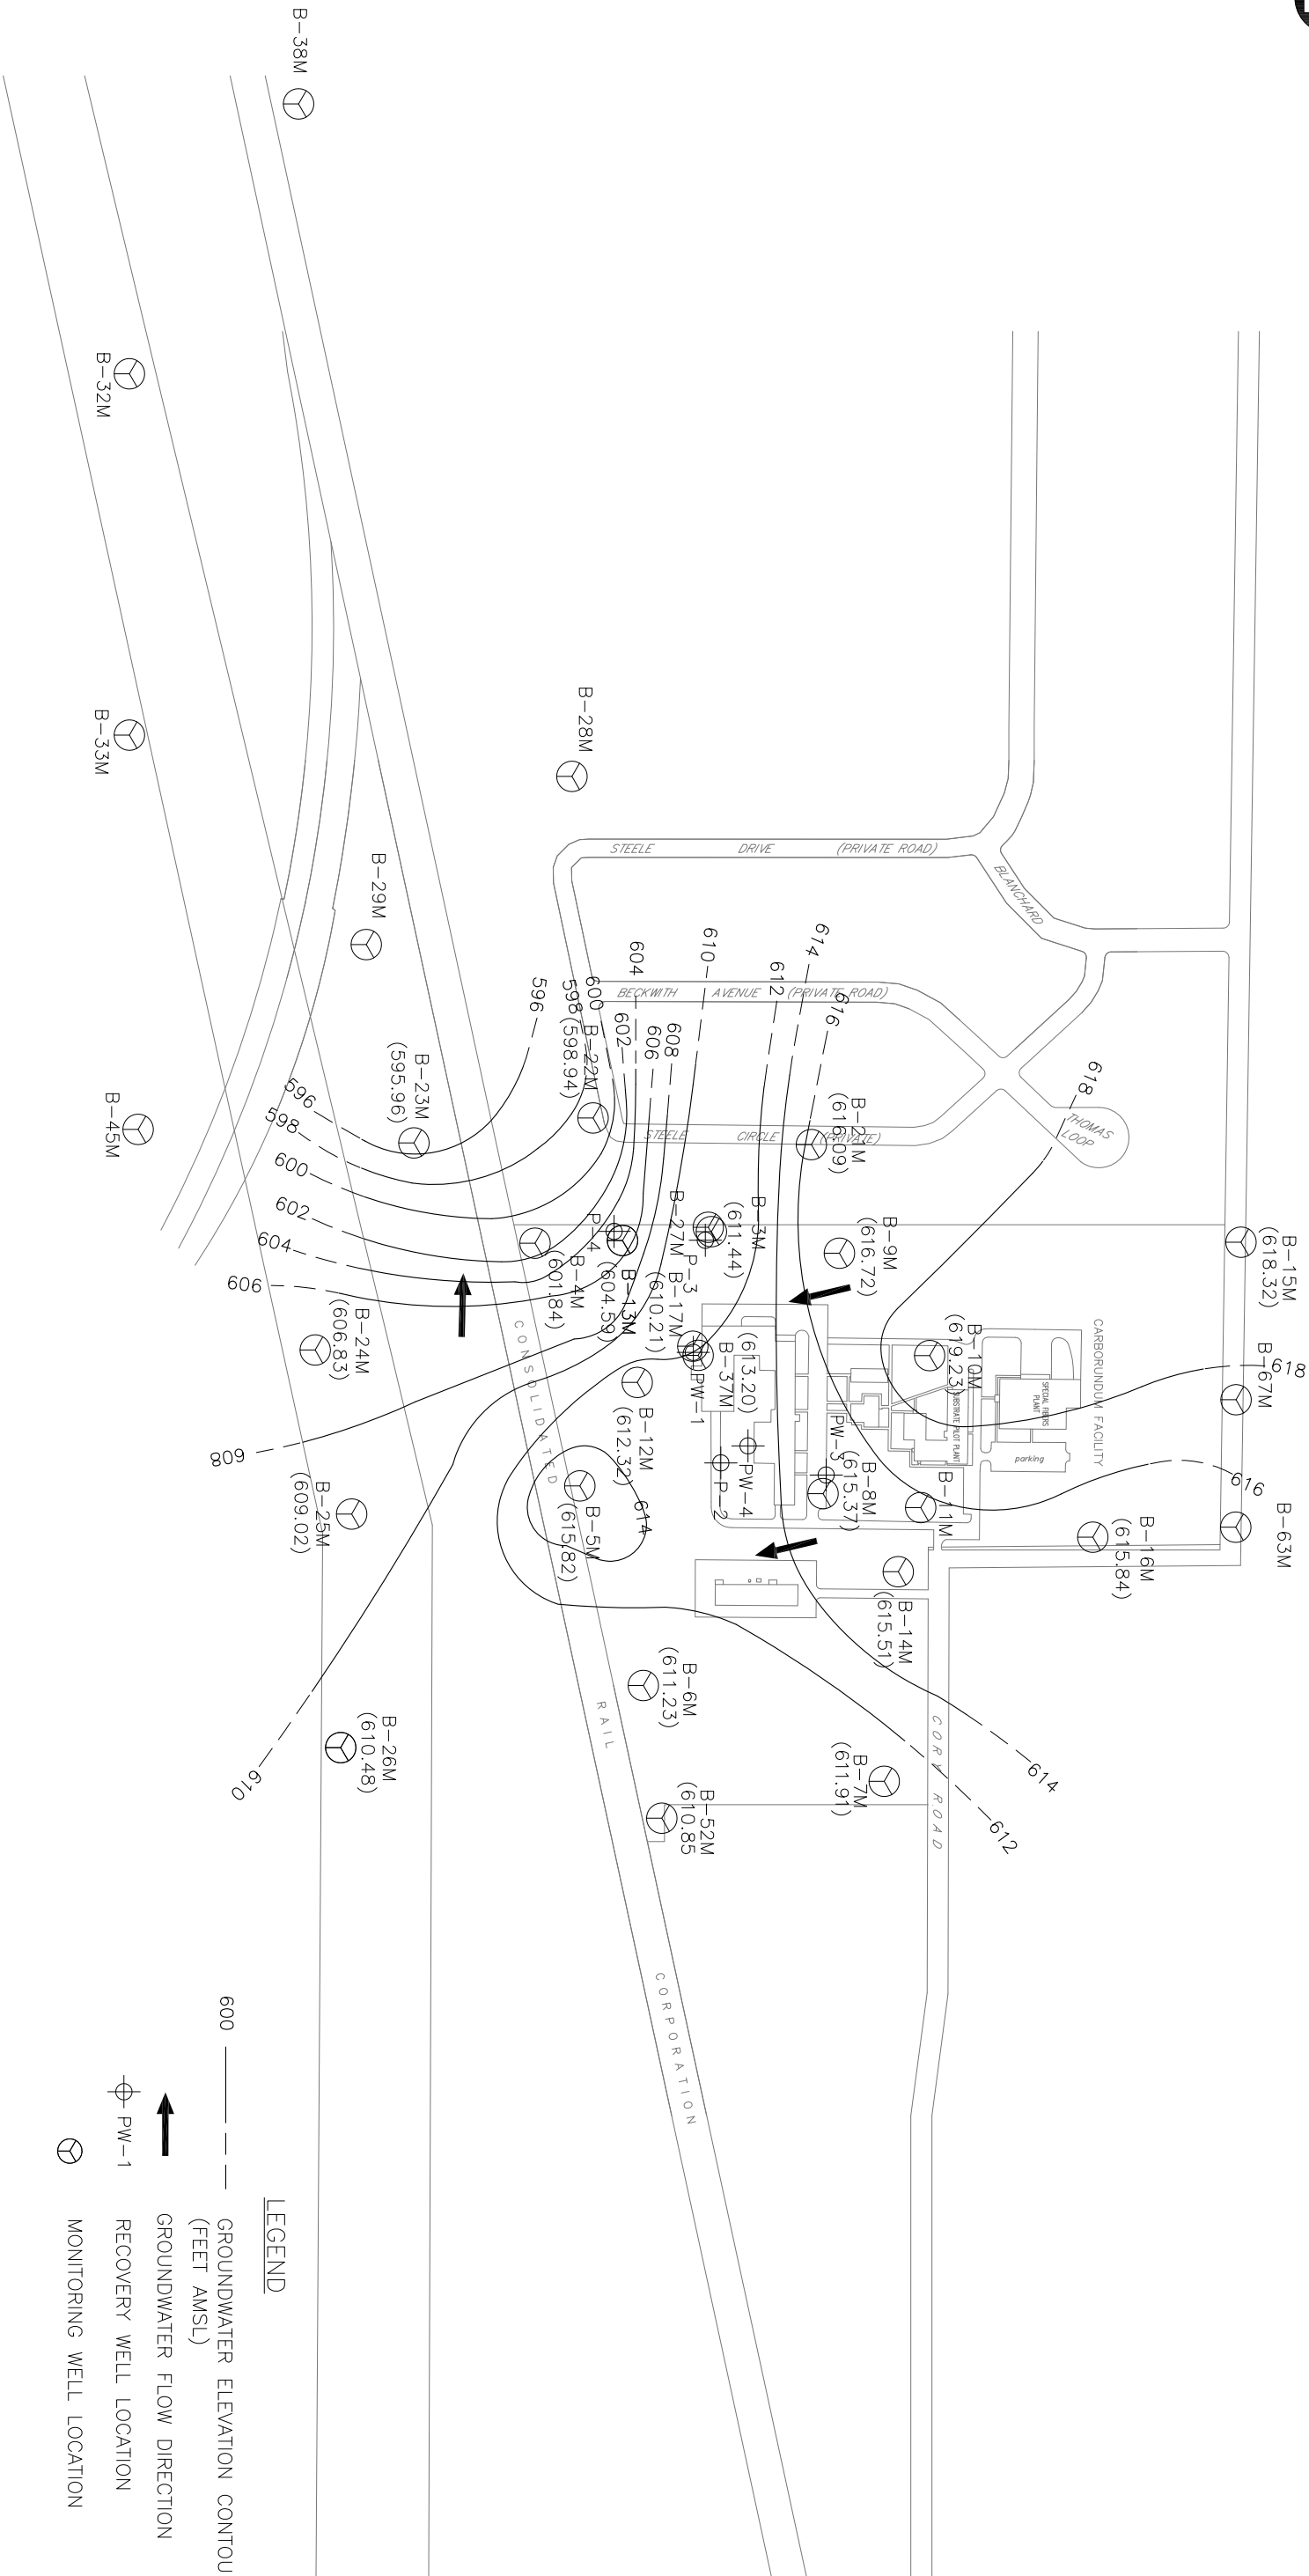 B-38M
B-32M
B-33M
B-28M
B-29M
B-45M
STEELE DRIVE (PRIVATE ROAD)
BLANCHARD
BECKWITH AVENUE (PRIVATE ROAD)
STEELE CIRCLE (PRIVATE)
THOMAS
LOOP
596
598
600
602
604
606
608
610
612
614
616
618
B-23M
(595.96)
B-22M
(598.94)
B-21M
(616.09)
596
598
600
602
604
606
608
610
B-15M
(618.32)
B-67M
618
616
B-63M
B-9M
(616.72)
B-3M
(611.44)
P-3
B-27M
P-4
B-4M
(601.84)
B-13M
(604.59)
B-17M
(610.21)
B-37M
(613.20)
PW-1
B-10M
(619.23)
CARBORUNDUM FACILITY
SPECIAL FIBERS
PLANT
SUBSTRATE PILOT PLANT
parking
B-24M
(606.83)
B-12M
(612.32)
PW-4
P-2
PW-3
B-8M
(615.37)
B-11M
B-16M
(615.84)
B-25M
(609.02)
B-5M
(615.82)
614
B-14M
(615.51)
B-6M
(611.23)
B-26M
(610.48)
B-7M
(611.91)
B-52M
(610.85
614
612
CORY ROAD
CONSOLIDATED RAIL CORPORATION
LEGEND
600 GROUNDWATER ELEVATION CONTOU
(FEET AMSL)
GROUNDWATER FLOW DIRECTION
PW-1 RECOVERY WELL LOCATION
MONITORING WELL LOCATION